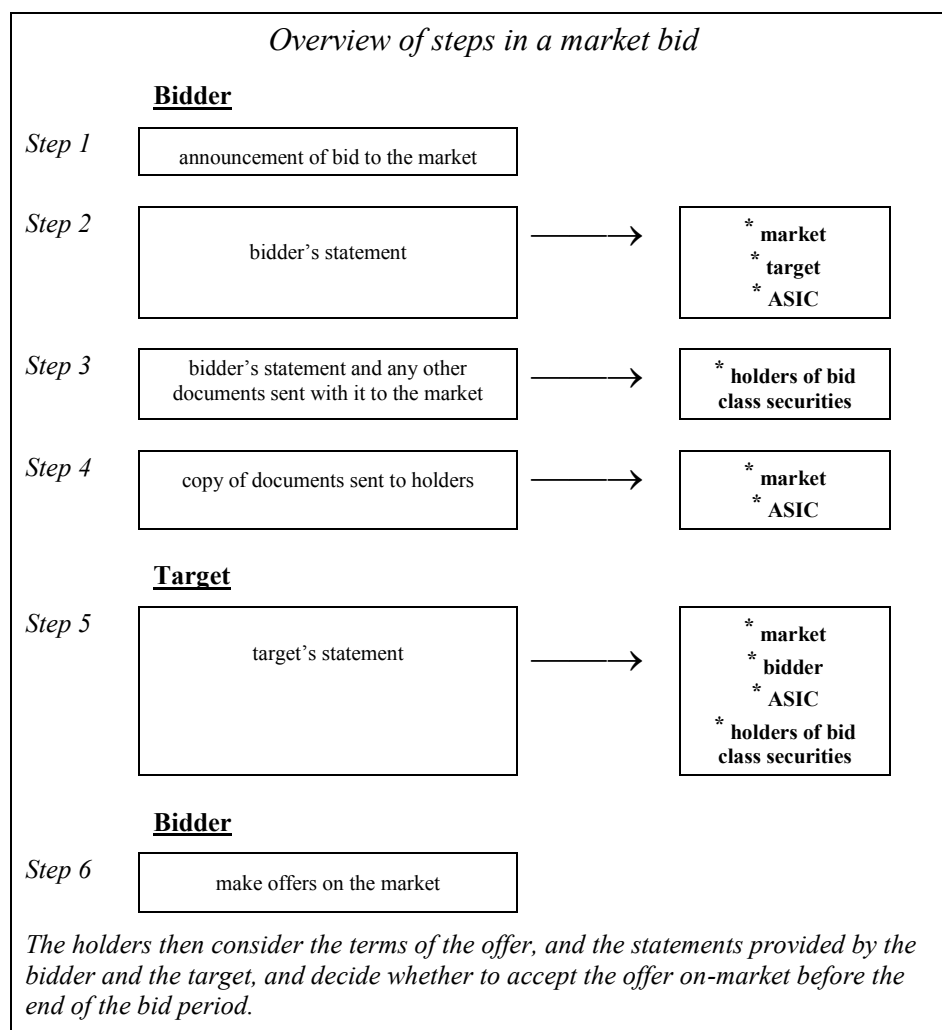 Overview of steps in a market bid
Bidder
Step 1
announcement of bid to the market
Step 2
bidder’s statement
* market
* target
* ASIC
Step 3
bidder’s statement and any other
documents sent with it to the market
* holders of bid
class securities
Step 4
copy of documents sent to holders
* market
* ASIC
Target
Step 5
target’s statement
* market
* bidder
* ASIC
* holders of bid
class securities
Bidder
Step 6
make offers on the market
The holders then consider the terms of the offer, and the statements provided by the
bidder and the target, and decide whether to accept the offer on-market before the
end of the bid period.